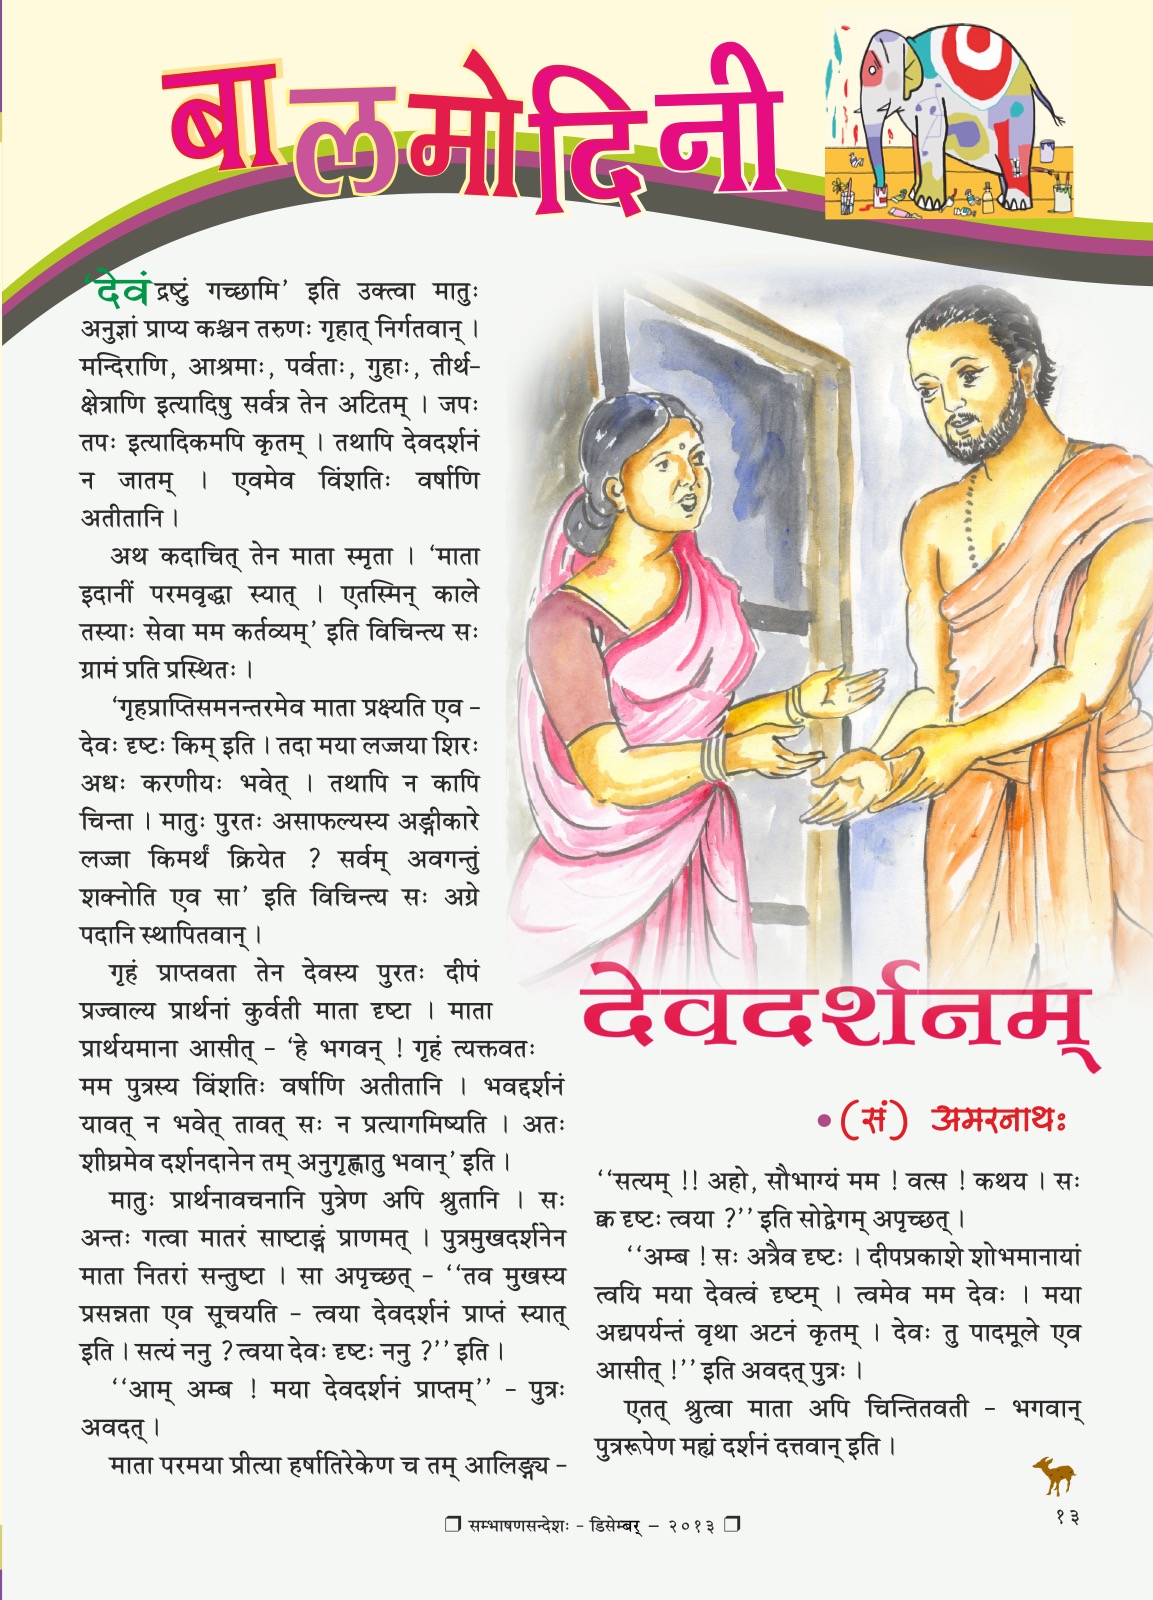 बालमोदिनी
‘देवं द्रष्टुं गच्छामि’ इति उक्त्वा मातुः
अनुज्ञां प्राप्य कश्चन तरुणः गृहात् निर्गतवान् ।
मन्दिराणि, आश्रमाः, पर्वताः, गुहाः, तीर्थ–
क्षेत्राणि इत्यादिषु सर्वत्र तेन अटितम् । जपः
तपः इत्यादिकमपि कृतम् । तथापि देवदर्शनं
न जातम् । एवमेव विंशतिः वर्षाणि
अतीतानि ।
अथ कदाचित् तेन माता स्मृता । ‘माता
इदानीं परमवृद्धा स्यात् । एतस्मिन् काले
तस्याः सेवा मम कर्तव्यम्’ इति विचिन्त्य सः
ग्रामं प्रति प्रस्थितः ।
‘गृहप्राप्तिसमनन्तरमेव माता प्रक्ष्यति एव –
देवः दृष्टः किम् इति । तदा मया लज्जया शिरः
अधः करणीयः भवेत् । तथापि न कापि
चिन्ता । मातुः पुरतः असाफल्यस्य अङ्गीकारे
लज्जा किमर्थं क्रियेत ? सर्वम् अवगन्तुं
शक्नोति एव सा’ इति विचिन्त्य सः अग्रे
पदानि स्थापितवान् ।
गृहं प्राप्तवता तेन देवस्य पुरतः दीपं
प्रज्वाल्य प्रार्थनां कुर्वती माता दृष्टा । माता
प्रार्थयमाना आसीत् – ‘हे भगवन् ! गृहं त्यक्तवतः
मम पुत्रस्य विंशतिः वर्षाणि अतीतानि । भवद्दर्शनं
यावत् न भवेत् तावत् सः न प्रत्यागमिष्यति । अतः
शीघ्रमेव दर्शनदानेन तम् अनुगृह्णातु भवान्’ इति ।
मातुः प्रार्थनावचनानि पुत्रेण अपि श्रुतानि । सः
अन्तः गत्वा मातरं साष्टाङ्गं प्राणमत् । पुत्रमुखदर्शनेन
माता नितरां सन्तुष्टा । सा अपृच्छत् – ‘‘तव मुखस्य
प्रसन्नता एव सूचयति – त्वया देवदर्शनं प्राप्तं स्यात्
इति । सत्यं ननु ? त्वया देवः दृष्टः ननु ?’’ इति ।
‘‘आम् अम्ब ! मया देवदर्शनं प्राप्तम्’’ – पुत्रः
अवदत् ।
माता परमया प्रीत्या हर्षातिरेकेण च तम् आलिङ्ग्य –
देवदर्शनम्
•(सं) अमरनाथः
‘‘सत्यम् !! अहो, सौभाग्यं मम ! वत्स ! कथय । सः
क्व दृष्टः त्वया ?’’ इति सोद्वेगम् अपृच्छत् ।
‘‘अम्ब ! सः अत्रैव दृष्टः । दीपप्रकाशे शोभमानायां
त्वयि मया देवत्वं दृष्टम् । त्वमेव मम देवः । मया
अद्यपर्यन्तं वृथा अटनं कृतम् । देवः तु पादमूले एव
आसीत् !’’ इति अवदत् पुत्रः ।
एतत् श्रुत्वा माता अपि चिन्तितवती – भगवान्
पुत्ररूपेण मह्यं दर्शनं दत्तवान् इति ।
❐ सम्भाषणसन्देशः - डिसेम्बर् – २०१३ ❐
१३